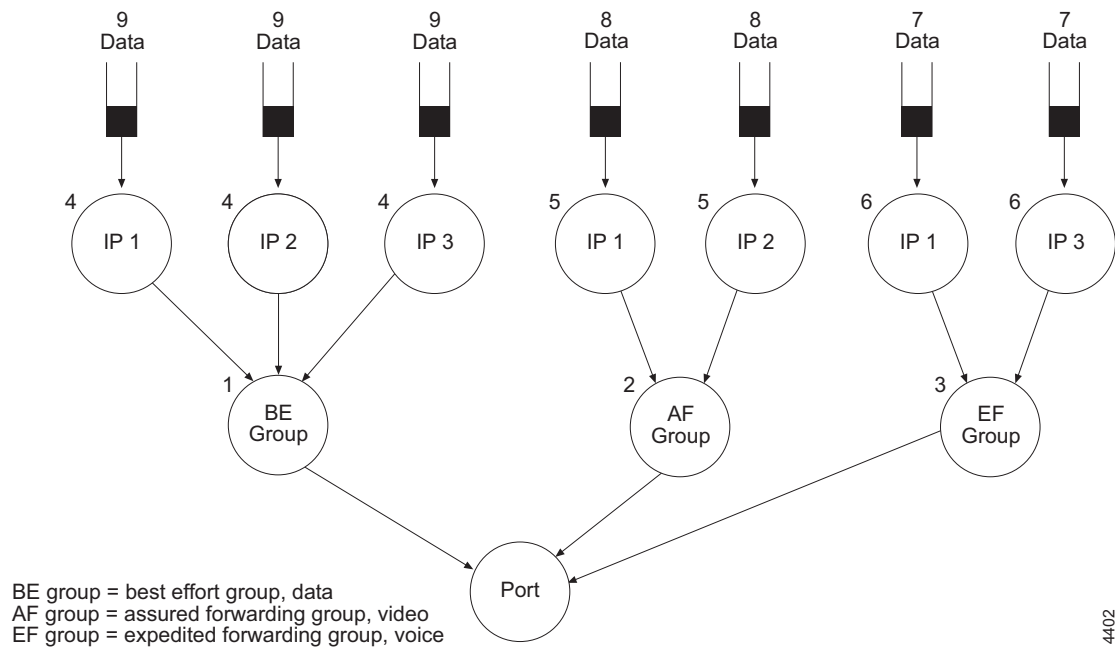 9 9 9 8 8 7 7
Data Data Data Data Data Data Data
4 4 4 5 5 6 6
IP 1 IP 2 IP 3 IP 1 IP 2 IP 1 IP 3
1 2 3
BE AF EF
Group Group Group
Port
BE group = best effort group, data
AF group = assured forwarding group, video
EF group = expedited forwarding group, voice
4402